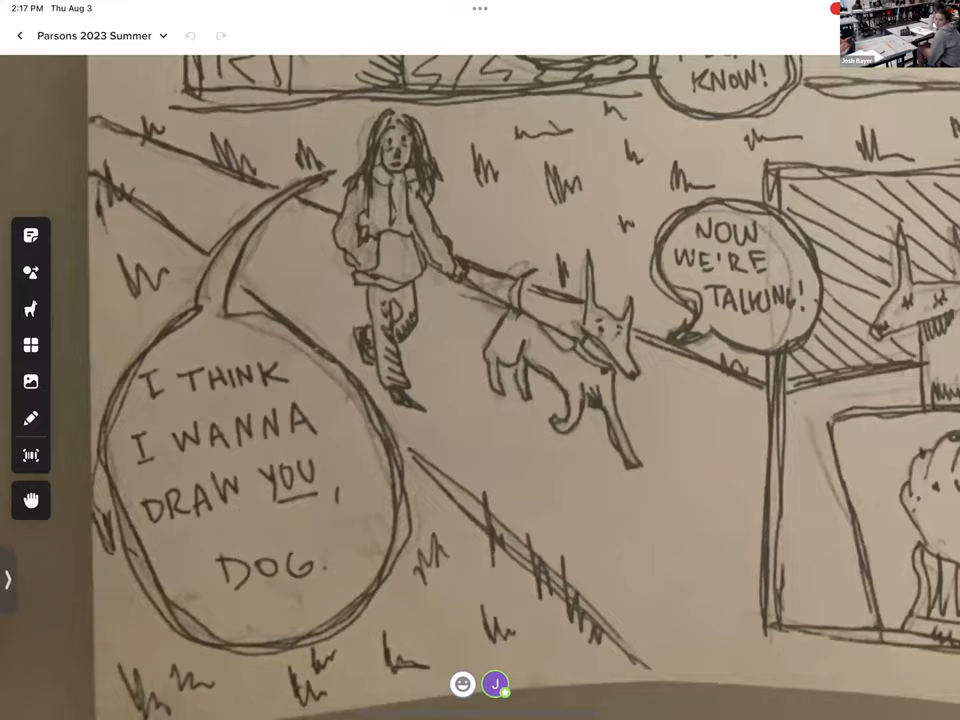 2:17 PM Thu Aug 3
Parsons 2023 Summer
Josh Bayer
KNOW!
NOW
WE'RE
TALKING!
I THINK
I WANNA
DRAW YOU,
DOG.
J